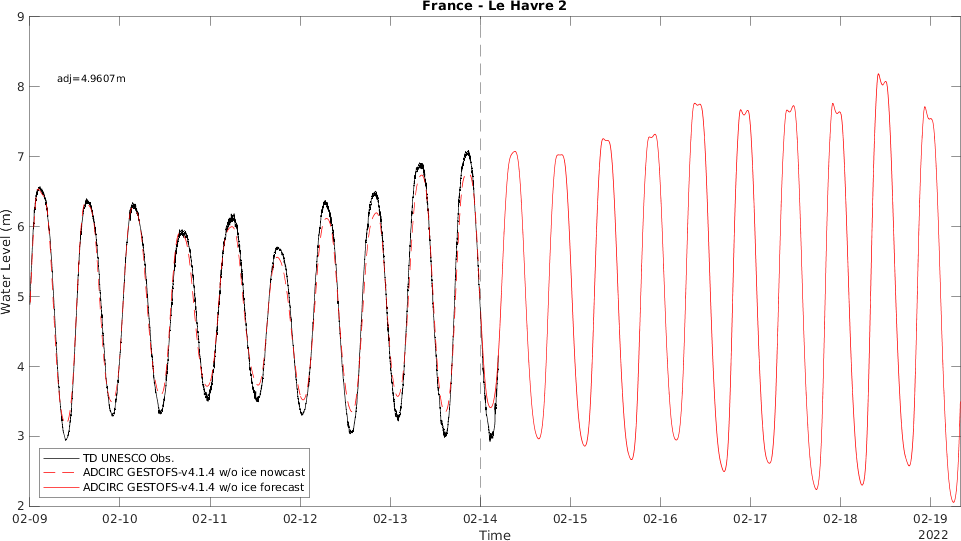 France - Le Havre 2
9
8
7
6
5
4
3
2
Water Level (m)
adj=4.9607m
TD UNESCO Obs.
ADCIRC GESTOFS-v4.1.4 w/o ice nowcast
ADCIRC GESTOFS-v4.1.4 w/o ice forecast
02-09 02-10 02-11 02-12 02-13 02-14 02-15 02-16 02-17 02-18 02-19
Time 2022